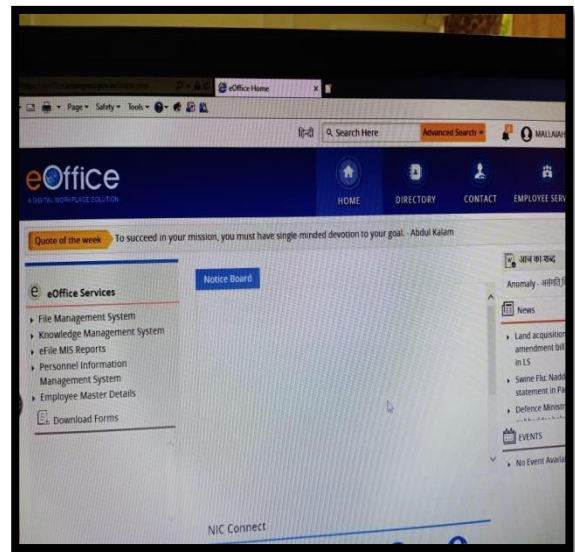 eOffice Home
Page Safety Tools
हिन्दी Search Here Advanced Search MALLAIAH
eOffice
A DIGITAL WORKPLACE SOLUTION
HOME DIRECTORY CONTACT EMPLOYEE SERV
Quote of the week To succeed in your mission, you must have single-minded devotion to your goal. - Abdul Kalam
eOffice Services
File Management System
Knowledge Management System
eFile MIS Reports
Personnel Information
Management System
Employee Master Details
Download Forms
Notice Board
NIC Connect
आज का शब्द
Anomaly - असंगति,
News
Land acquisition
amendment bill
in LS
Swine Flu: Nadd
statement in Pa
Defence Ministr
EVENTS
No Event Availa